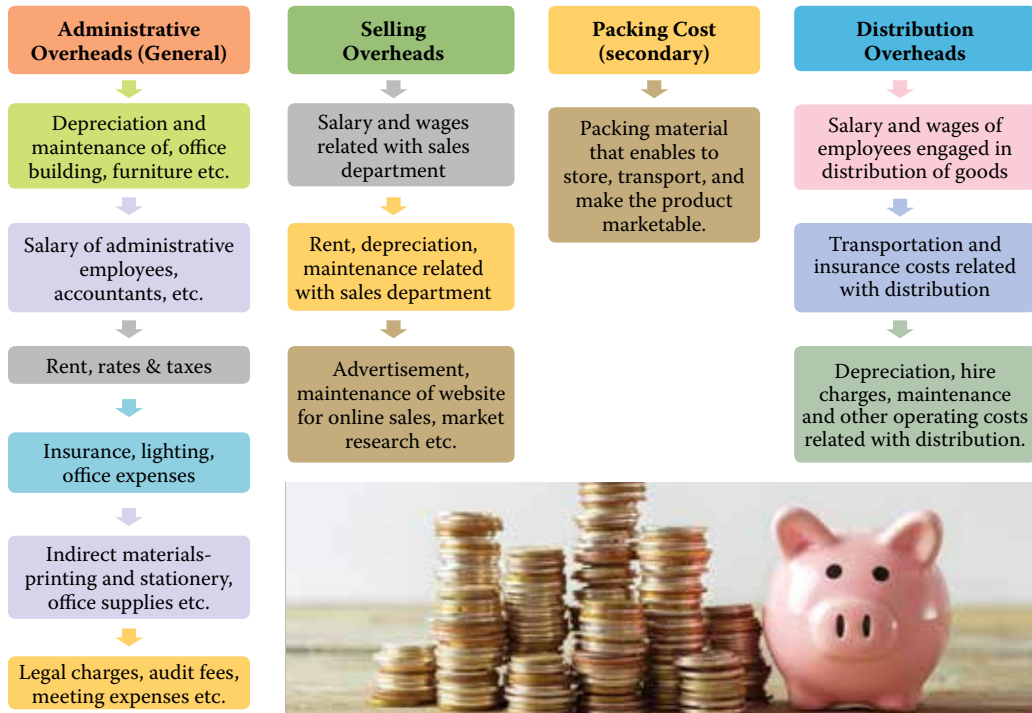 Administrative
Overheads (General)
Depreciation and
maintenance of, office
building, furniture etc.
Salary of administrative
employees,
accountants, etc.
Rent, rates & taxes
Insurance, lighting,
office expenses
Indirect materials-
printing and stationery,
office supplies etc.
Legal charges, audit fees,
meeting expenses etc.
Selling
Overheads
Salary and wages
related with sales
department
Rent, depreciation,
maintenance related
with sales department
Advertisement,
maintenance of website
for online sales, market
research etc.
Packing Cost
(secondary)
Packing material
that enables to
store, transport, and
make the product
marketable.
Distribution
Overheads
Salary and wages of
employees engaged in
distribution of goods
Transportation and
insurance costs related
with distribution
Depreciation, hire
charges, maintenance
and other operating costs
related with distribution.